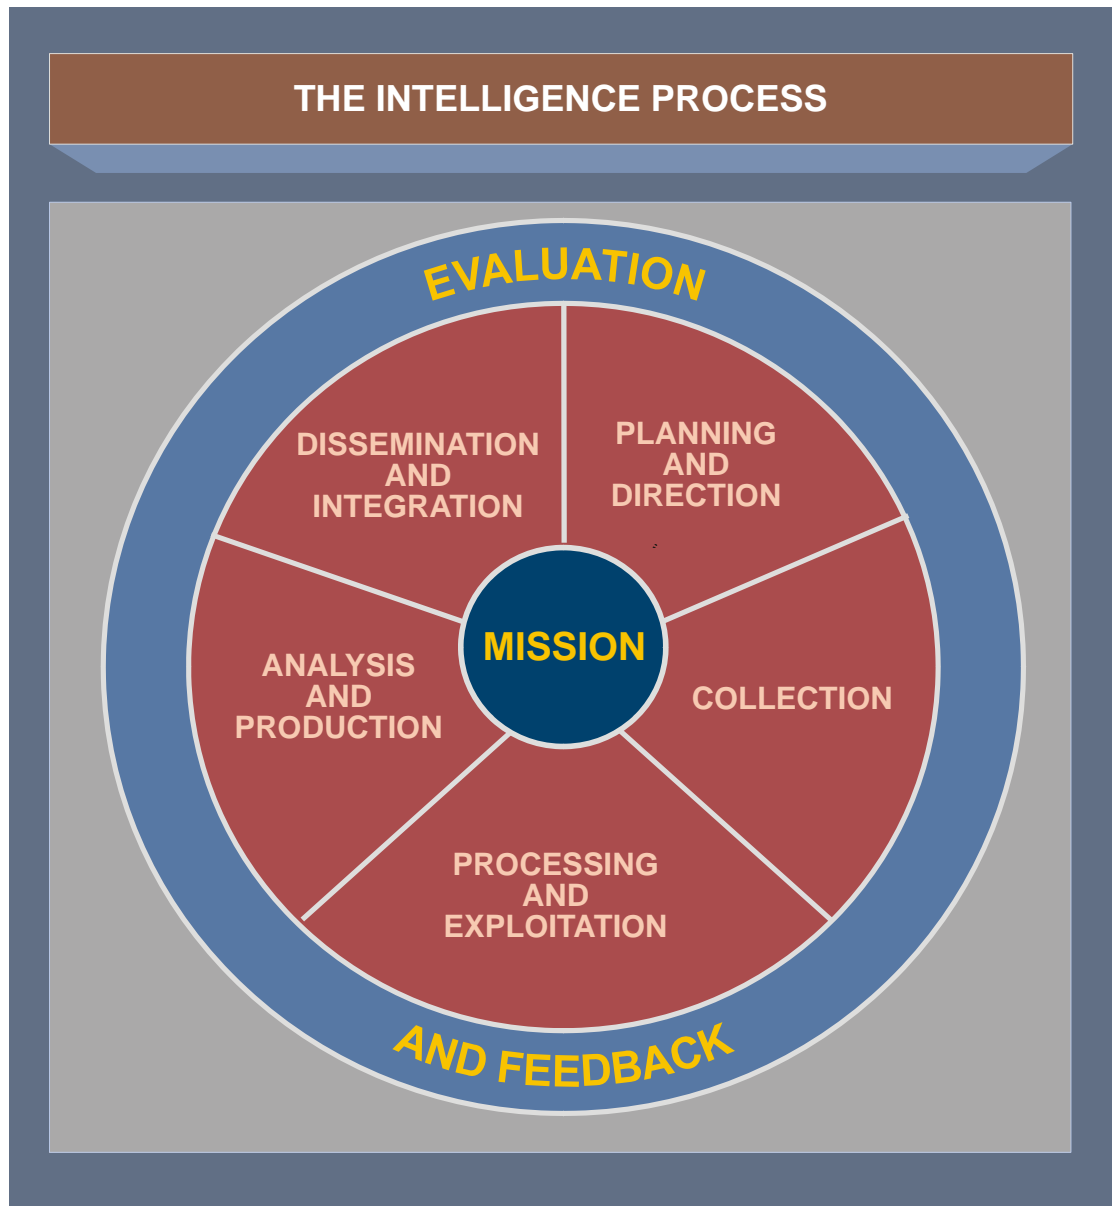 THE INTELLIGENCE PROCESS
EVALUATION
DISSEMINATION
AND
INTEGRATION
PLANNING
AND
DIRECTION
MISSION
ANALYSIS
AND
PRODUCTION
COLLECTION
PROCESSING
AND
EXPLOITATION
AND FEEDBACK